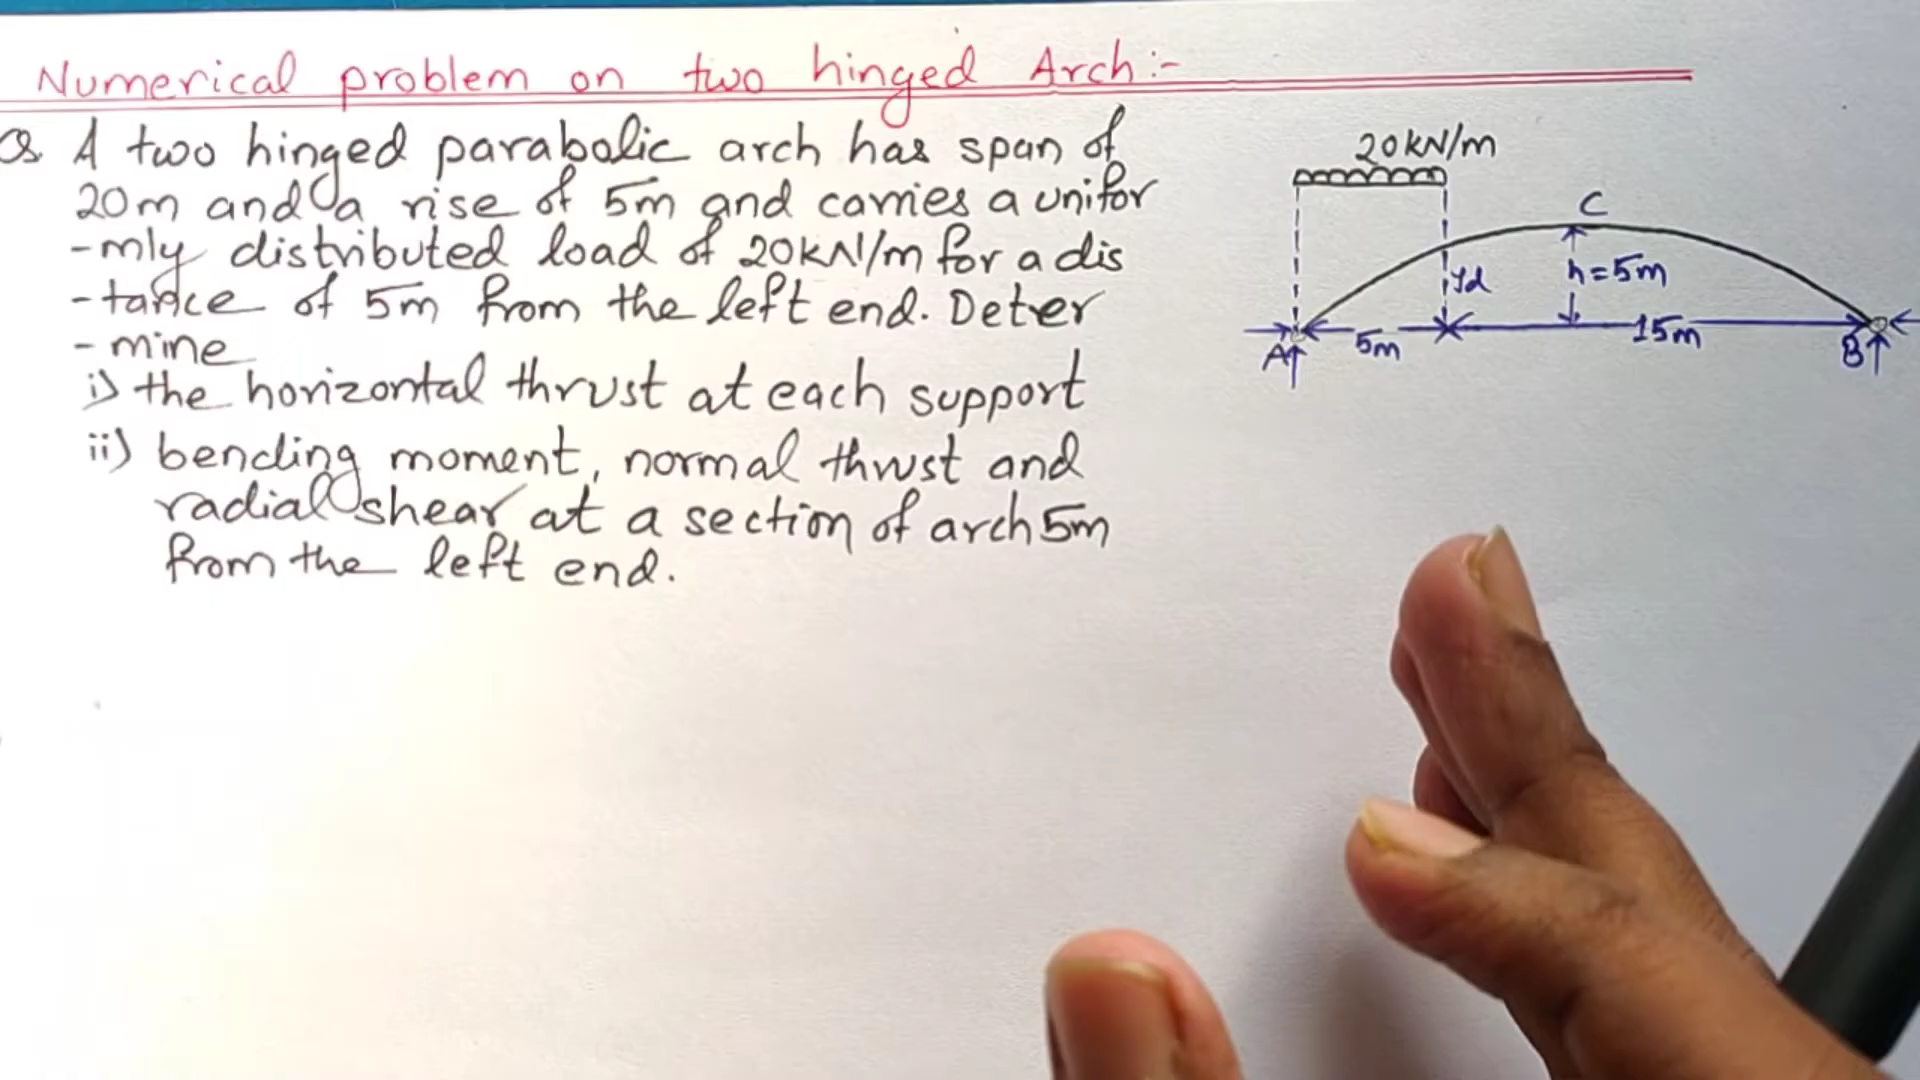 Numerical problem on two hinged Arch:-
Q. A two hinged parabolic arch has span of
20m and a rise of 5m and carries a unifor
-mly distributed load of 20kN/m for a dis
-tance of 5m from the left end. Deter
-mine
i) the horizontal thrust at each support
ii) bending moment, normal thrust and
radial shear at a section of arch 5m
from the left end.
20kN/m
C
yd
h=5m
A
5m
15m
B